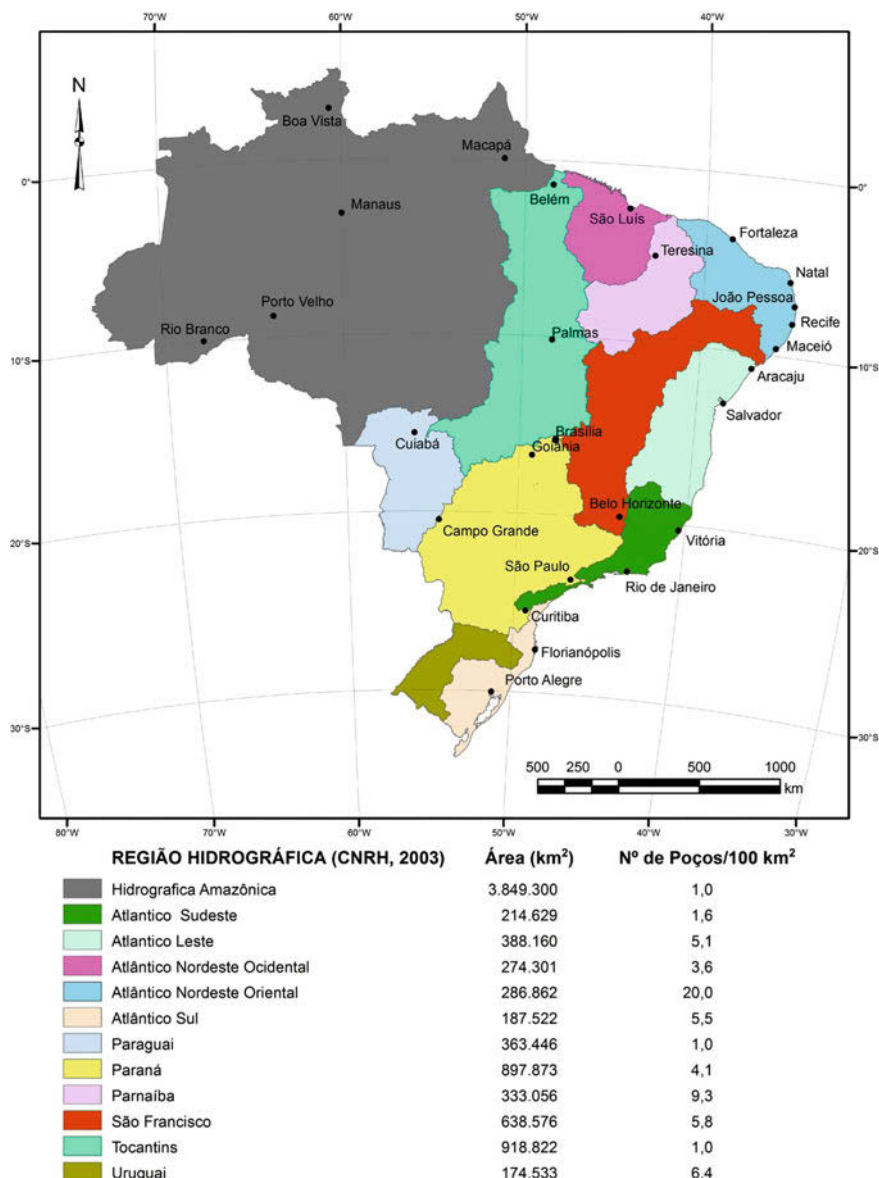 70°W 60°W 50°W 40°W
N
Boa Vista
Macapá
0° 0°
Belém
Manaus
São Luís
Fortaleza
Teresina
Natal
Porto Velho
João Pessoa
Rio Branco
Recife
Palmas
Maceió
10°S 10°S
Aracaju
Salvador
Brasília
Cuiabá
Goiânia
Belo Horizonte
Campo Grande
Vitória
20°S 20°S
São Paulo
Rio de Janeiro
Curitiba
Florianópolis
Porto Alegre
30°S 30°S
500 250 0 500 1000
km
80°W 70°W 60°W 50°W 40°W 30°W
REGIÃO HIDROGRÁFICA (CNRH, 2003) Área (km²) Nº de Poços/100 km²
Hidrografica Amazônica 3.849.300 1,0
Atlantico Sudeste 214.629 1,6
Atlantico Leste 388.160 5,1
Atlântico Nordeste Ocidental 274.301 3,6
Atlântico Nordeste Oriental 286.862 20,0
Atlântico Sul 187.522 5,5
Paraguai 363.446 1,0
Paraná 897.873 4,1
Parnaíba 333.056 9,3
São Francisco 638.576 5,8
Tocantins 918.822 1,0
Uruguai 174.533 6,4